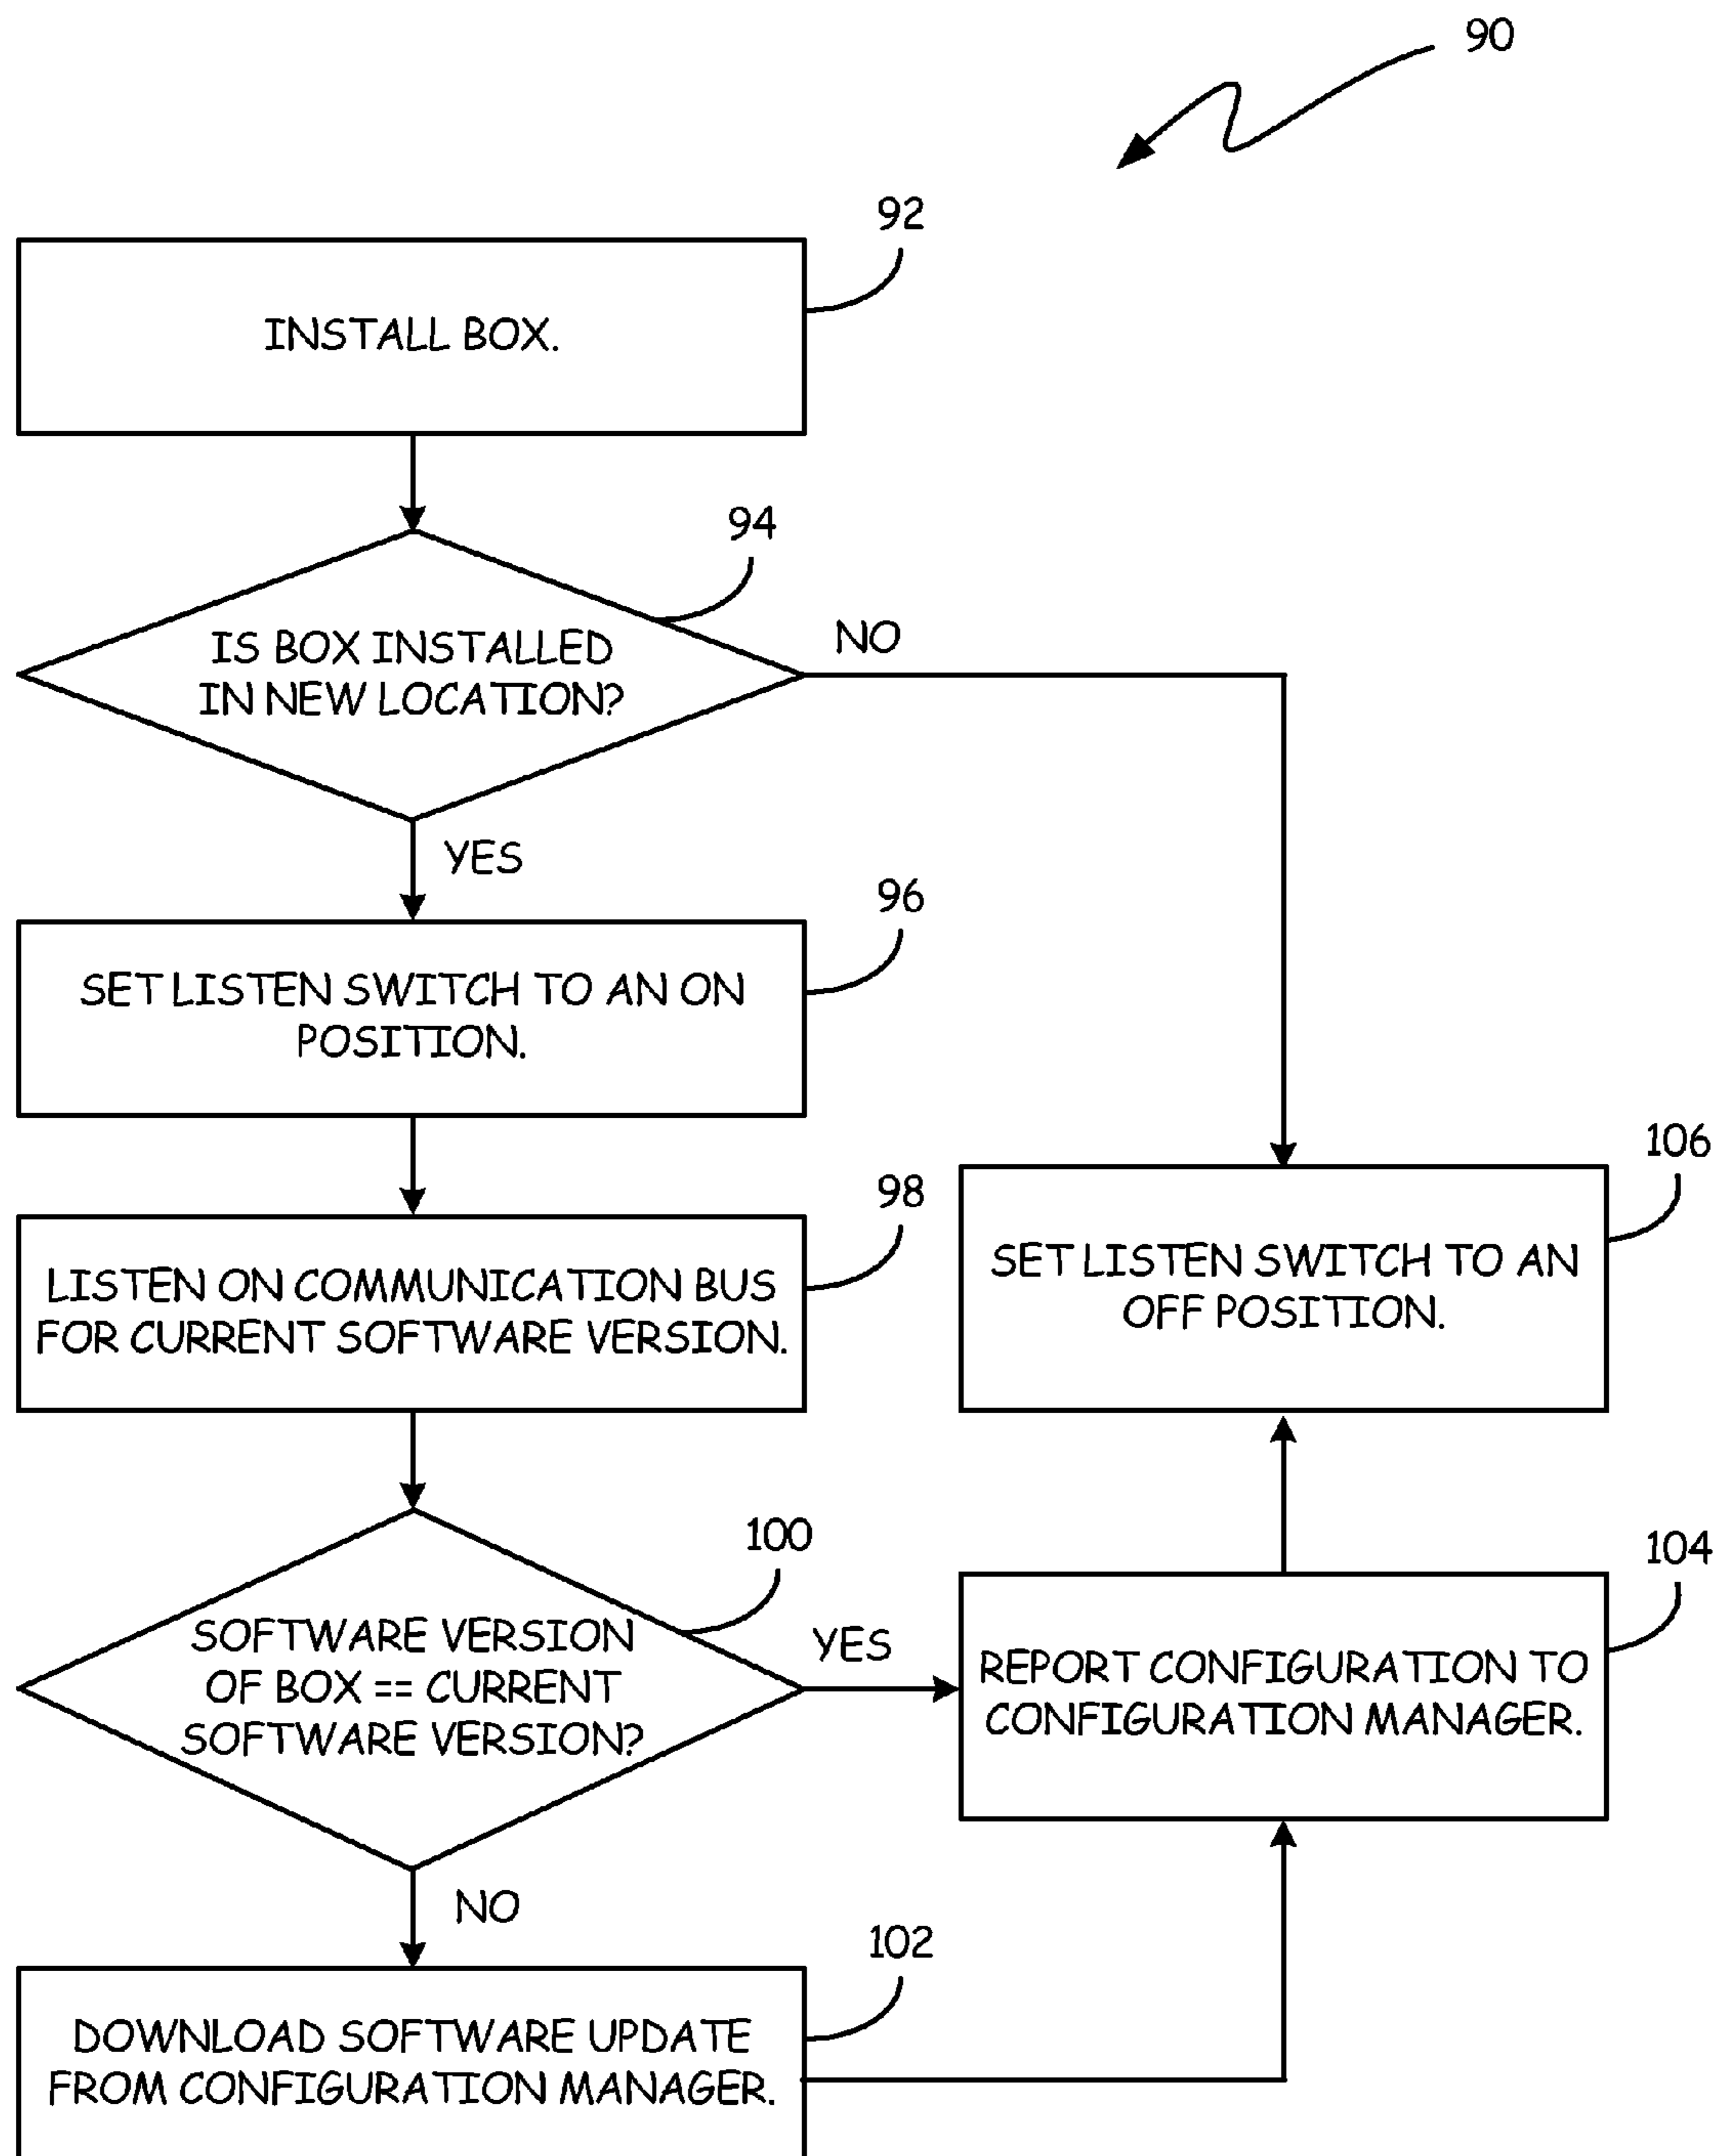 90
92
INSTALL BOX.
94
IS BOX INSTALLED
IN NEW LOCATION?
NO
YES
96
SET LISTEN SWITCH TO AN ON
POSITION.
98
LISTEN ON COMMUNICATION BUS
FOR CURRENT SOFTWARE VERSION.
106
SET LISTEN SWITCH TO AN
OFF POSITION.
100
SOFTWARE VERSION
OF BOX == CURRENT
SOFTWARE VERSION?
YES
104
REPORT CONFIGURATION TO
CONFIGURATION MANAGER.
NO
102
DOWNLOAD SOFTWARE UPDATE
FROM CONFIGURATION MANAGER.